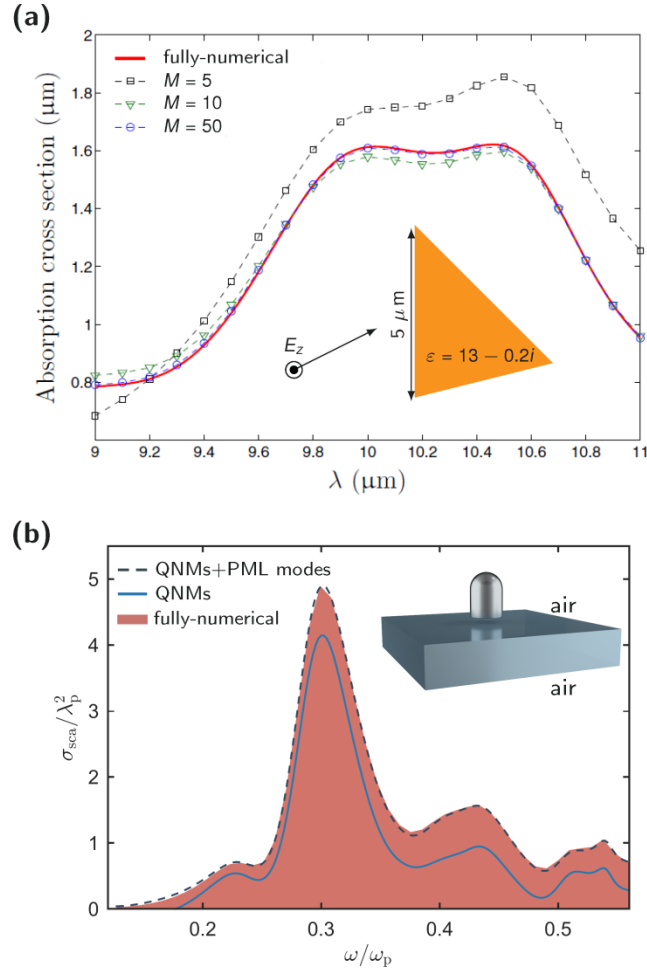 (a)
2
1.8
1.6
1.4
1.2
1
0.8
Absorption cross section (μm)
fully-numerical
M = 5
M = 10
M = 50
5 μm
E_z
ε = 13 − 0.2i
9 9.2 9.4 9.6 9.8 10 10.2 10.4 10.6 10.8 11
λ (μm)
(b)
5
4
3
2
1
0
σ_sca/λ_p^2
QNMs+PML modes
QNMs
fully-numerical
air
air
0.2 0.3 0.4 0.5
ω/ω_p